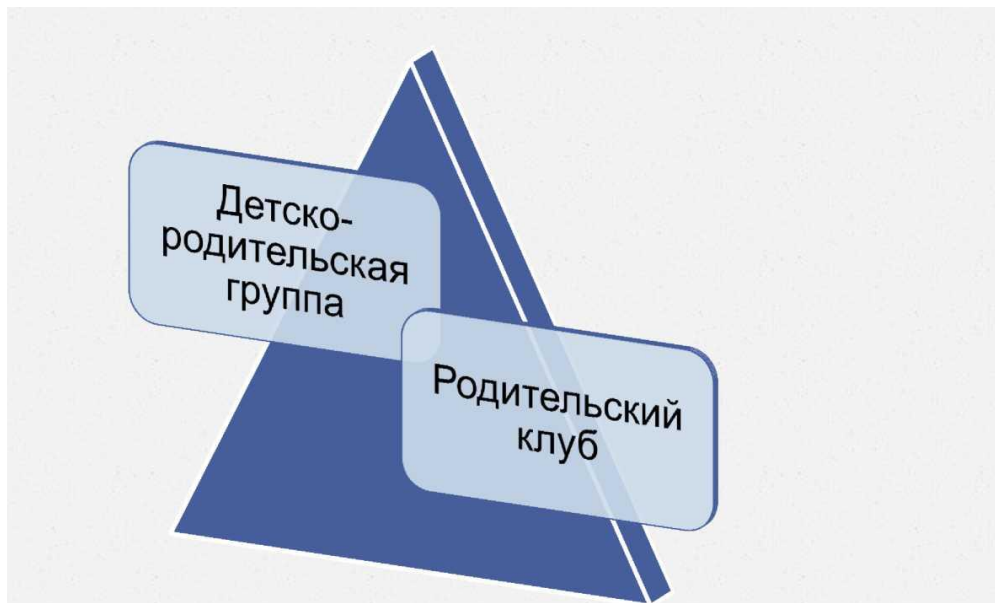 Детско-
родительская
группа
Родительский
клуб